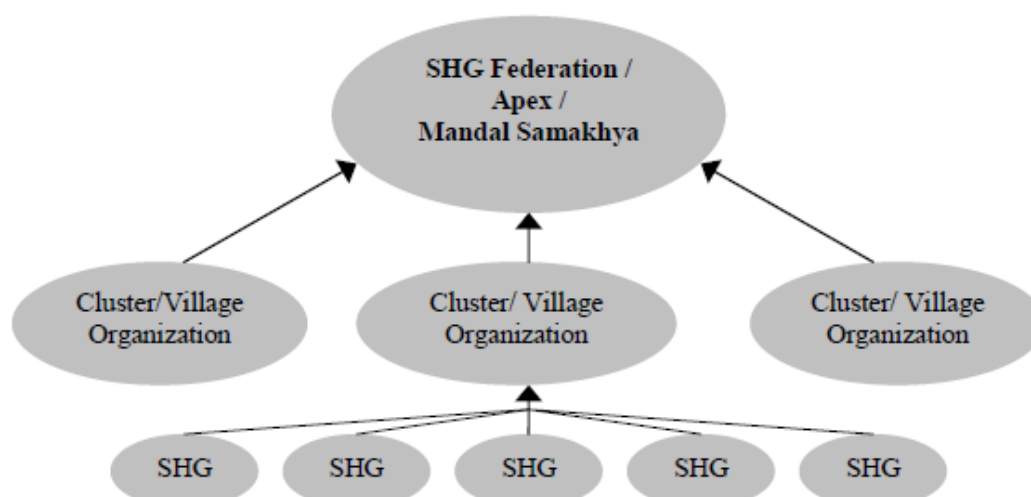 SHG Federation /
Apex /
Mandal Samakhya
Cluster/Village
Organization
Cluster/ Village
Organization
Cluster/ Village
Organization
SHG
SHG
SHG
SHG
SHG